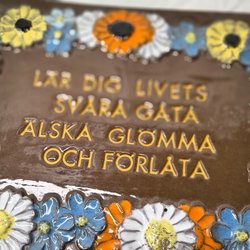 LÄR DIG LIVETS
SVÅRA GÅTA
ÄLSKA GLÖMMA
OCH FÖRLÅTA